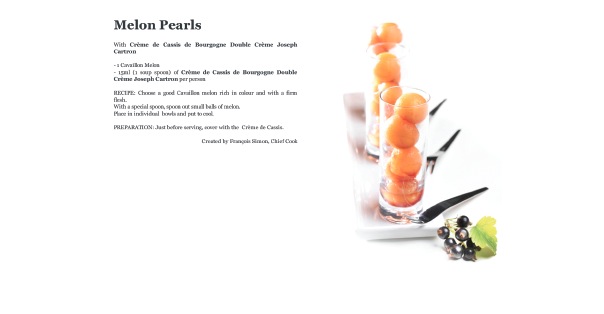 Melon Pearls
With Crème de Cassis de Bourgogne Double Crème Joseph
Cartron
- 1 Cavaillon Melon
- 15ml (1 soup spoon) of Crème de Cassis de Bourgogne Double
Crème Joseph Cartron per person
RECIPE: Choose a good Cavaillon melon rich in colour and with a firm
flesh.
With a special spoon, spoon out small balls of melon.
Place in individual bowls and put to cool.
PREPARATION: Just before serving, cover with the Crème de Cassis.
Created by François Simon, Chief Cook